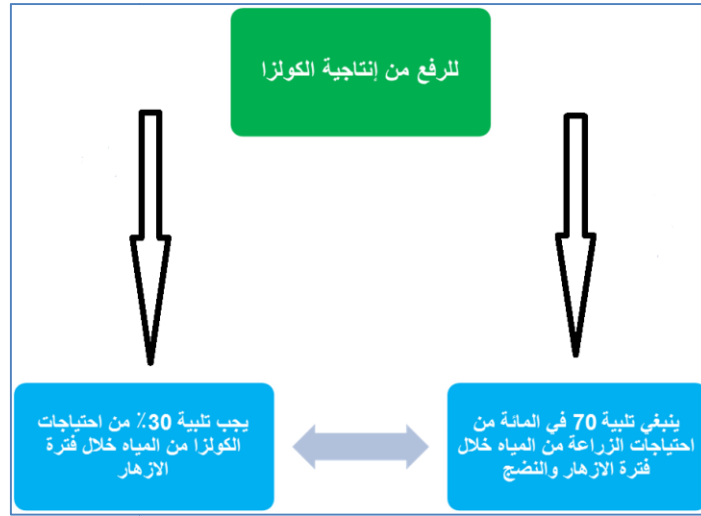 للرفع من إنتاجية الكولزا
ينبغي تلبية 70 في المائة من
احتياجات الزراعة من المياه خلال
فترة الازهار والنضج
يجب تلبية 30٪ من احتياجات
الكولزا من المياه خلال فترة
الازهار